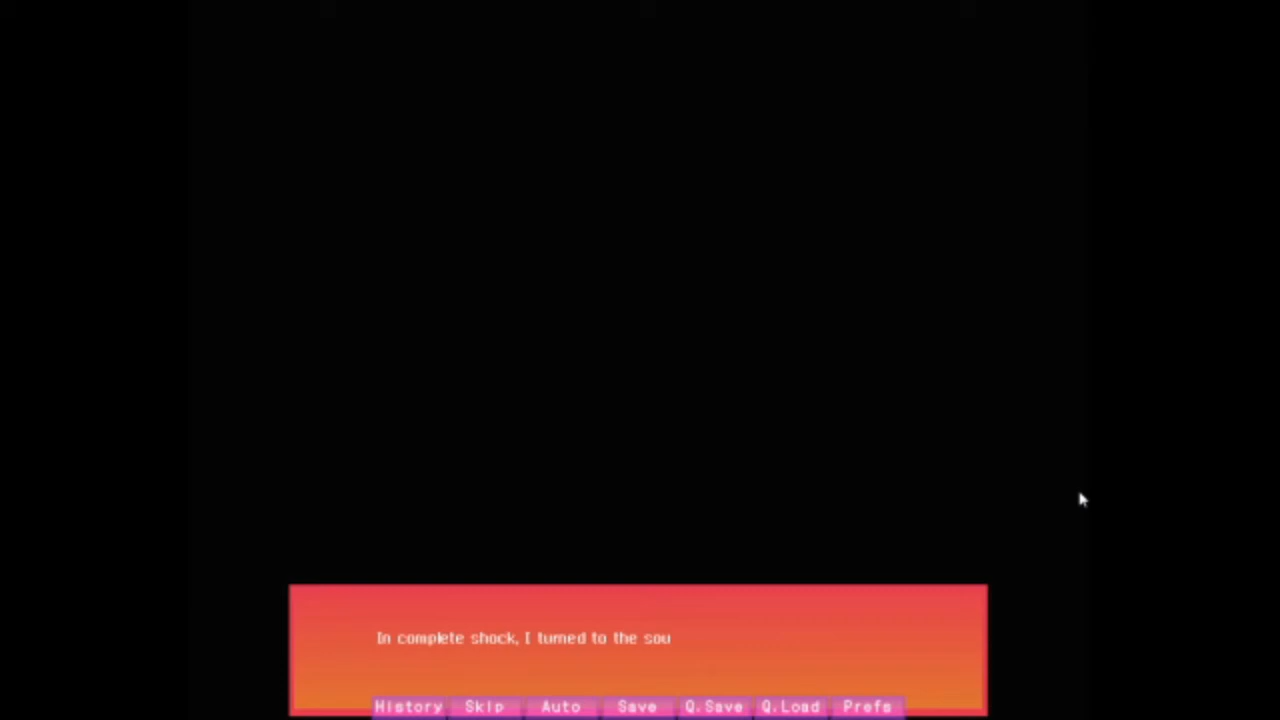 In complete shock, I turned to the sou
History Skip Auto Save Q.Save Q.Load Prefs